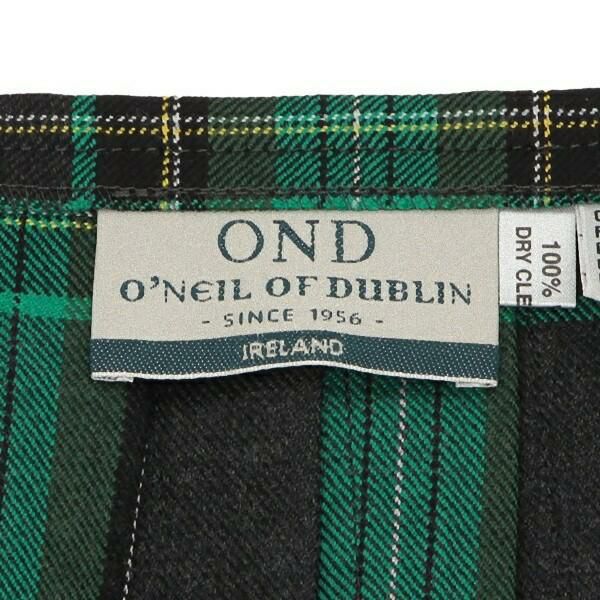 OND
O'NEIL OF DUBLIN
- SINCE 1956 -
IRELAND
100%
DRY CLE